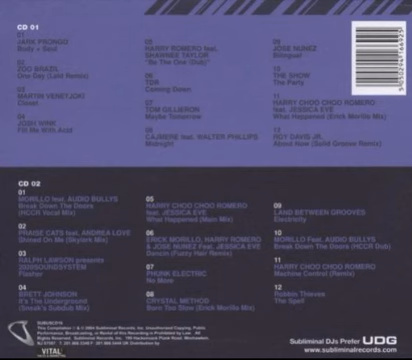 CD 01
01
JARK PRONGO
Rudy + Soul
02
ZOO BRAZIL
One Day (Laid Remix)
03
MARTIN VENETJOKI
Closet
04
JOSH WINK
Fill Me With Acid
05
HARRY ROMERO feat.
SHAWNEE TAYLOR
"Be The One (Dub)"
06
TDR
Coming Down
07
TOM GILLIERON
Maybe Tomorrow
08
CAJMERE feat. WALTER PHILLIPS
Midnight
09
JOSE NUNEZ
Bilingual
10
THE SHOW
The Party
11
HARRY CHOO CHOO ROMERO
feat. JESSICA EVE
What Happened (Erick Morillo Mix)
12
ROY DAVIS JR.
About Now (Solid Groove Remix)
CD 02
01
MORILLO feat. AUDIO BULLYS
Break Down The Doors
(HCCR Vocal Mix)
02
PRAISE CATS feat. ANDREA LOVE
Shined On Me (Skylark Mix)
03
RALPH LAWSON presents
2020SOUNDSYSTEM
Flasher
04
BRETT JOHNSON
It's The Underground
(Sneak's Subdub Mix)
05
HARRY CHOO CHOO ROMERO
feat. JESSICA EVE
What Happened (Main Mix)
06
ERICK MORILLO, HARRY ROMERO
& JOSE NUNEZ Feat. JESSICA EVE
Dancin (Fuzzy Hair Remix)
07
PHUNK ELECTRIC
No More
08
CRYSTAL METHOD
Born Too Slow (Erick Morillo Mix)
09
LAND BETWEEN GROOVES
Electricity
10
MORILLO Feat. AUDIO BULLYS
Break Down The Doors (HCCR Dub)
11
HARRY CHOO CHOO ROMERO
Machine Control (Remix)
12
Robbie Thieves
The Spell
Subliminal DJs Prefer UDG
www.subliminalrecords.com
VITAL